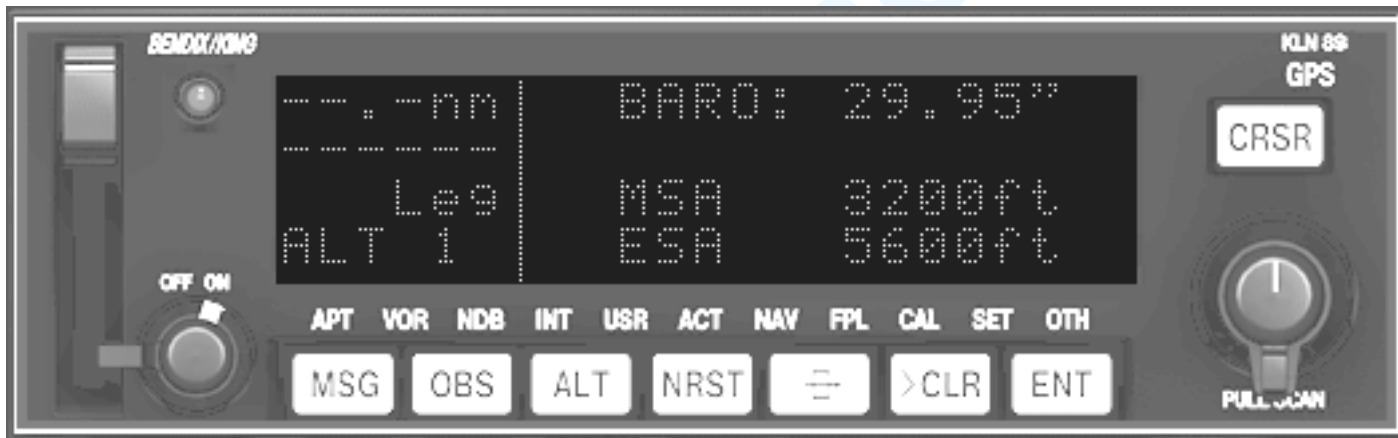 BENDIX/KING
KLN 89
GPS
--.-nm
BARO: 29.95"
------
CRSR
Leg
MSA 3200ft
ALT 1
ESA 5600ft
OFF ON
APT VOR NDB INT USR ACT NAV FPL CAL SET OTH
MSG OBS ALT NRST >CLR ENT
PULL SCAN